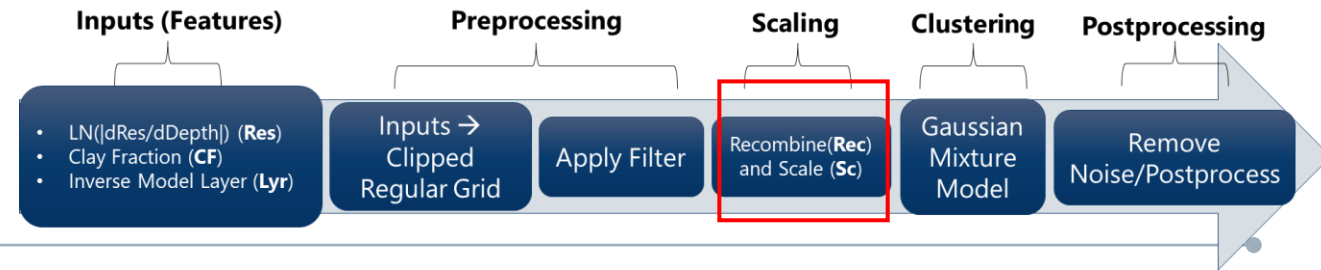 Inputs (Features)
Preprocessing
Scaling
Clustering
Postprocessing
• LN(|dRes/dDepth|) (Res)
• Clay Fraction (CF)
• Inverse Model Layer (Lyr)
Inputs →
Clipped
Regular Grid
Apply Filter
Recombine(Rec)
and Scale (Sc)
Gaussian
Mixture
Model
Remove
Noise/Postprocess